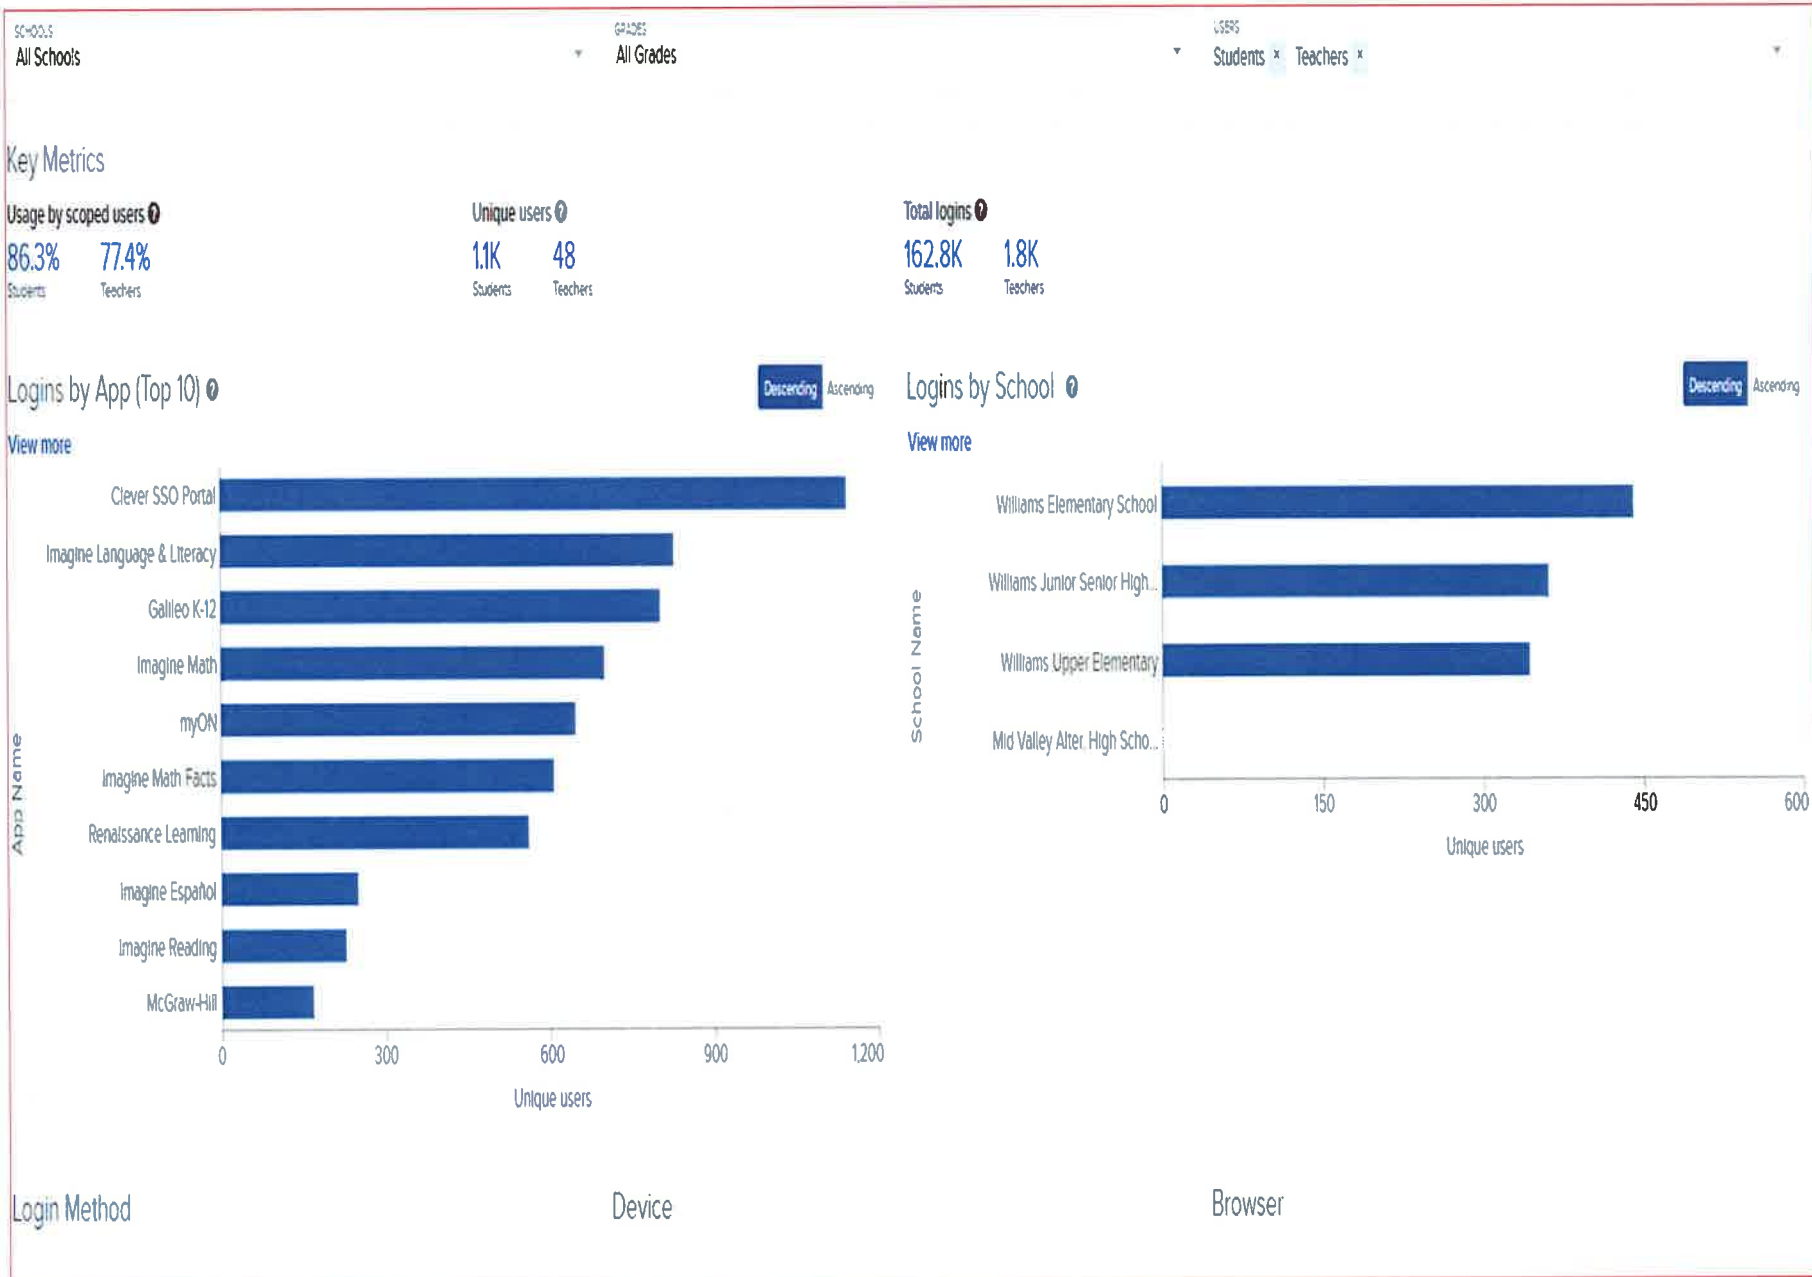 SCHOOLS
All Schools
GRADES
All Grades
USERS
Students × Teachers ×
Key Metrics
Usage by scoped users ?
86.3% 77.4%
Students Teachers
Unique users ?
1.1K 48
Students Teachers
Total logins ?
162.8K 1.8K
Students Teachers
Logins by App (Top 10) ?
Descending Ascending
View more
App Name
Clever SSO Portal
Imagine Language & Literacy
Galileo K-12
Imagine Math
myON
Imagine Math Facts
Renaissance Learning
Imagine Español
Imagine Reading
McGraw-Hill
0 300 600 900 1,200
Unique users
Logins by School ?
Descending Ascending
View more
School Name
Williams Elementary School
Williams Junior Senior High...
Williams Upper Elementary
Mid Valley Alter. High Scho...
0 150 300 450 600
Unique users
Login Method
Device
Browser